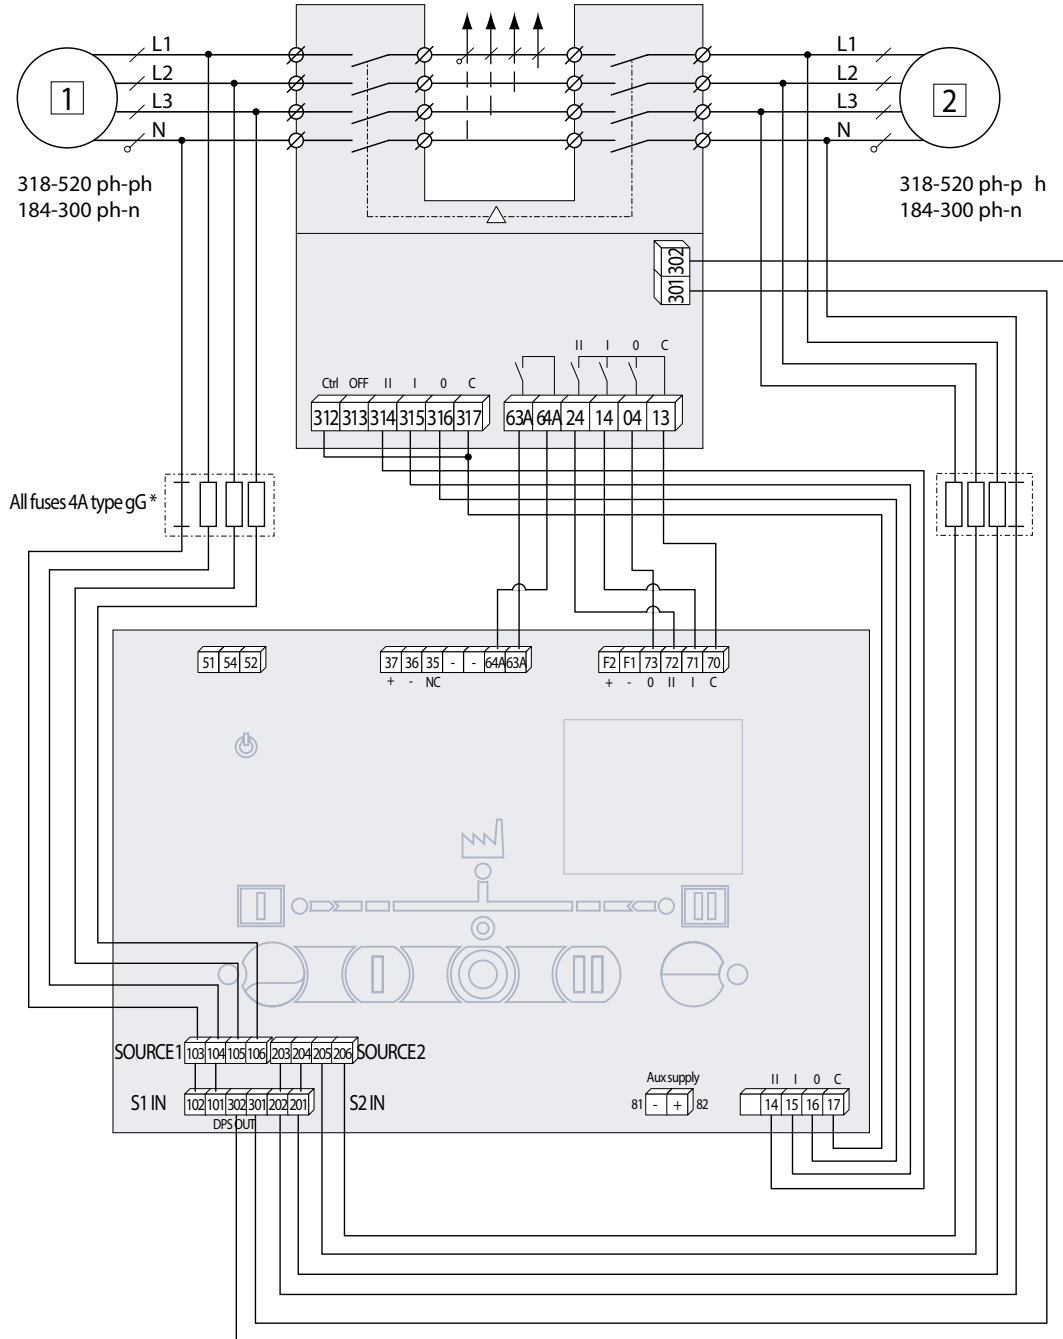 L1 L1
L2 L2
1 L3 L3 2
N N
318-520 ph-ph 318-520 ph-p h
184-300 ph-n 184-300 ph-n
302
301
II I 0 C
Ctrl OFF II I 0 C
312 313 314 315 316 317 63A 64A 24 14 04 13
All fuses 4A type gG *
51 54 52 37 36 35 - - 64A 63A F2 F1 73 72 71 70
+ - NC + - 0 II I C
SOURCE1 103 104 105 106 203 204 205 206 SOURCE2
Aux supply II I 0 C
S1 IN 102 101 302 301 202 201 S2 IN 81 - + 82 14 15 16 17
DPS OUT